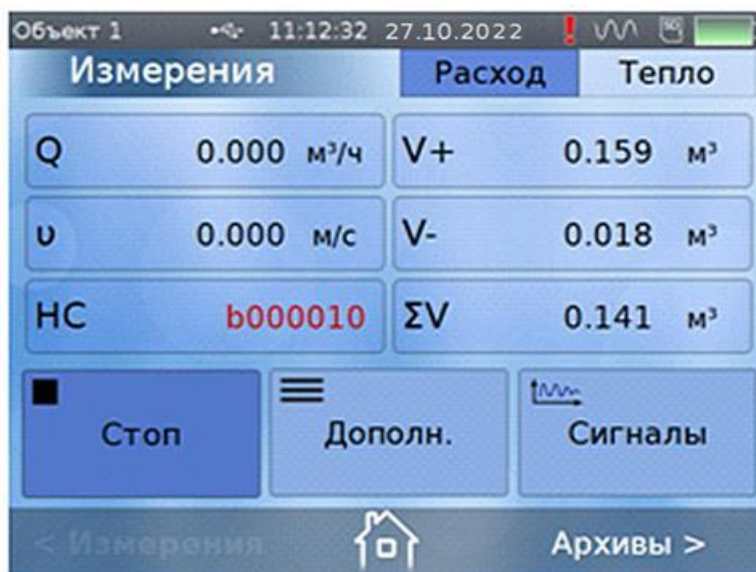 Объект 1 11:12:32 27.10.2022 ! SD
Измерения Расход Тепло
Q 0.000 м³/ч V+ 0.159 м³
υ 0.000 м/с V- 0.018 м³
НС b000010 ΣV 0.141 м³
Стоп Дополн. Сигналы
< Измерения Архивы >